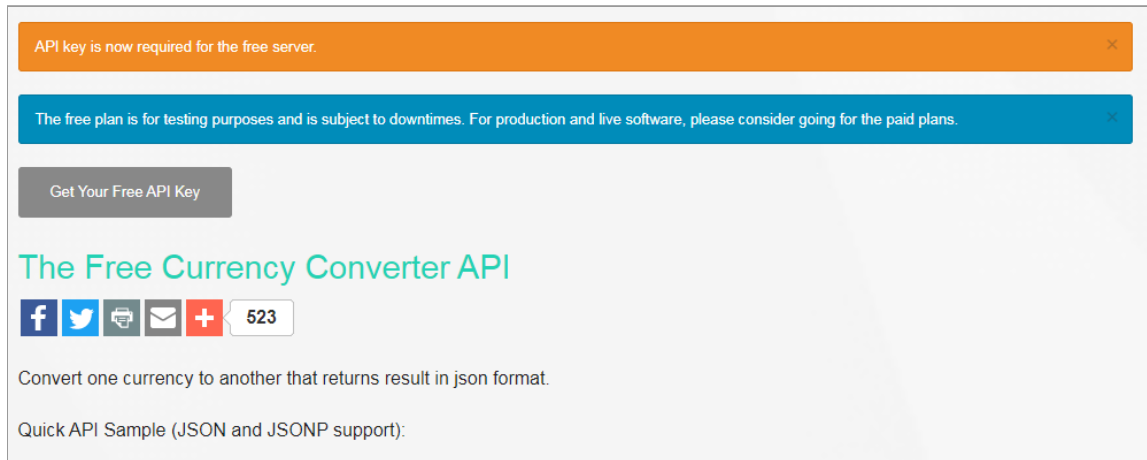 API key is now required for the free server.
×
The free plan is for testing purposes and is subject to downtimes. For production and live software, please consider going for the paid plans.
×
Get Your Free API Key
The Free Currency Converter API
523
Convert one currency to another that returns result in json format.
Quick API Sample (JSON and JSONP support):